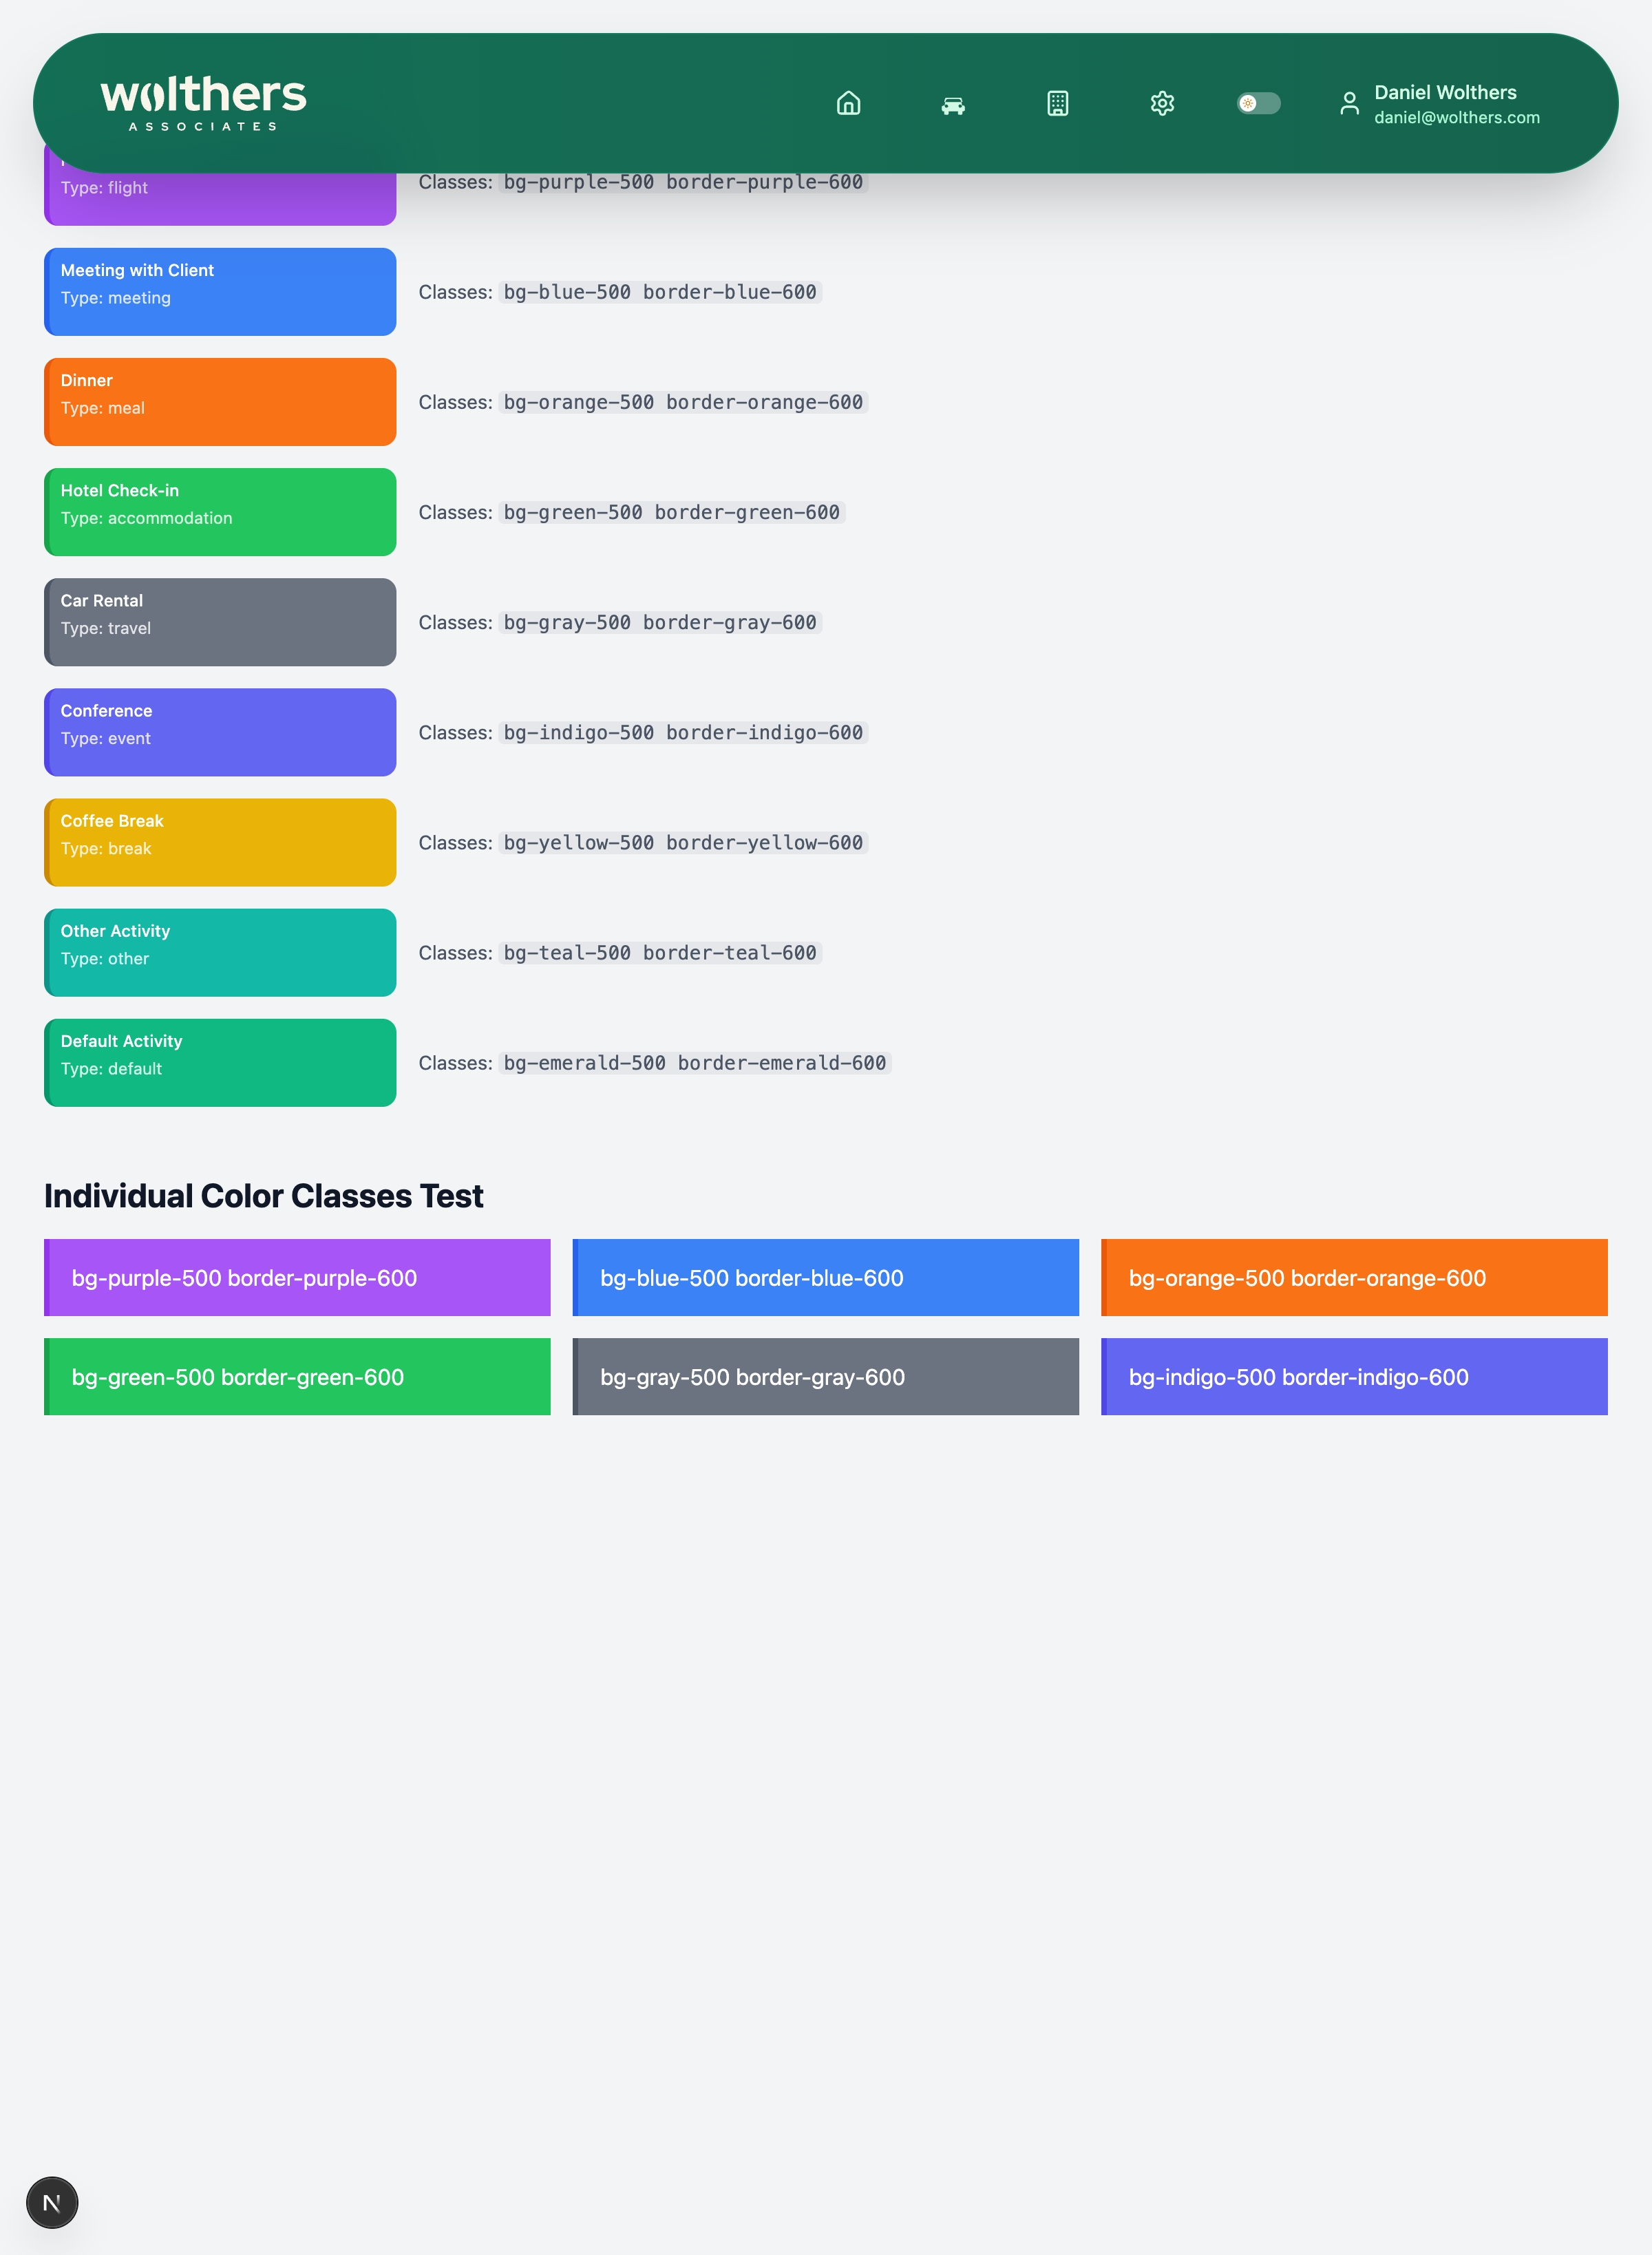 wolthers
ASSOCIATES
Daniel Wolthers
daniel@wolthers.com
Type: flight
Classes: bg-purple-500 border-purple-600
Meeting with Client
Type: meeting
Classes: bg-blue-500 border-blue-600
Dinner
Type: meal
Classes: bg-orange-500 border-orange-600
Hotel Check-in
Type: accommodation
Classes: bg-green-500 border-green-600
Car Rental
Type: travel
Classes: bg-gray-500 border-gray-600
Conference
Type: event
Classes: bg-indigo-500 border-indigo-600
Coffee Break
Type: break
Classes: bg-yellow-500 border-yellow-600
Other Activity
Type: other
Classes: bg-teal-500 border-teal-600
Default Activity
Type: default
Classes: bg-emerald-500 border-emerald-600
Individual Color Classes Test
bg-purple-500 border-purple-600
bg-blue-500 border-blue-600
bg-orange-500 border-orange-600
bg-green-500 border-green-600
bg-gray-500 border-gray-600
bg-indigo-500 border-indigo-600
N